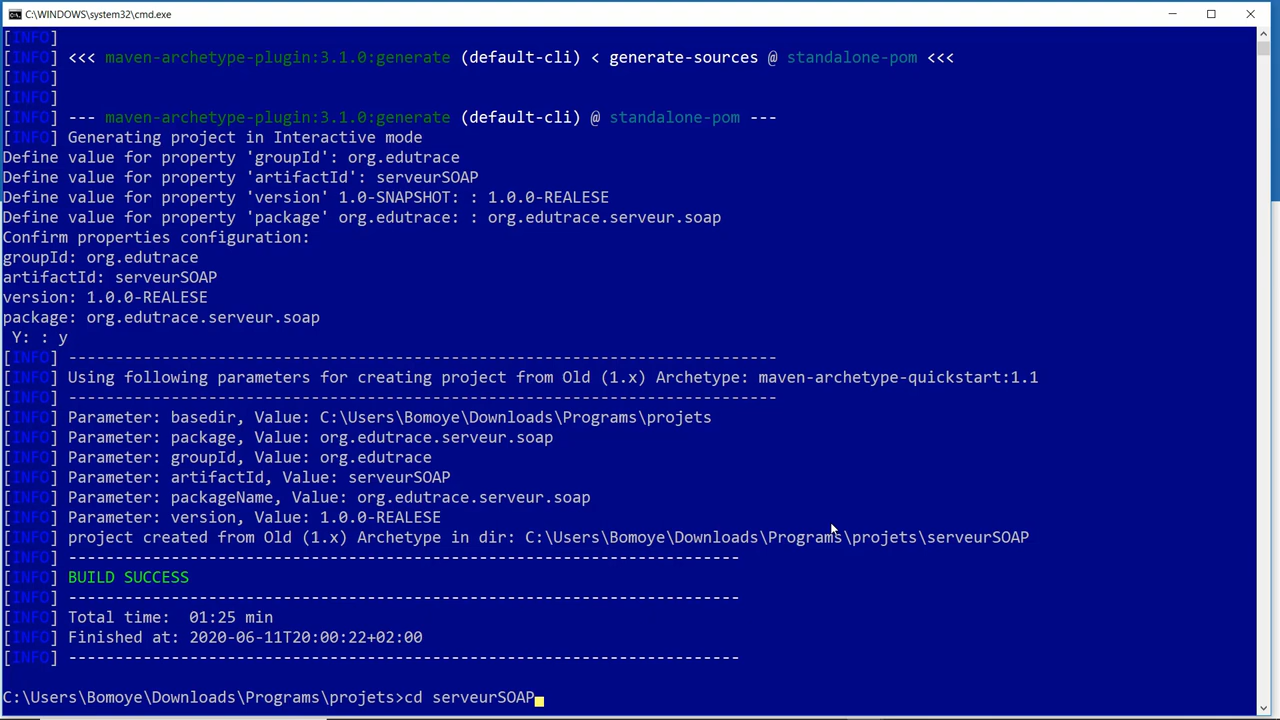 C:\WINDOWS\system32\cmd.exe
[INFO]
[INFO] <<< maven-archetype-plugin:3.1.0:generate (default-cli) < generate-sources @ standalone-pom <<<
[INFO]
[INFO]
[INFO] --- maven-archetype-plugin:3.1.0:generate (default-cli) @ standalone-pom ---
[INFO] Generating project in Interactive mode
Define value for property 'groupId': org.edutrace
Define value for property 'artifactId': serveurSOAP
Define value for property 'version' 1.0-SNAPSHOT: : 1.0.0-REALESE
Define value for property 'package' org.edutrace: : org.edutrace.serveur.soap
Confirm properties configuration:
groupId: org.edutrace
artifactId: serveurSOAP
version: 1.0.0-REALESE
package: org.edutrace.serveur.soap
Y: : y
[INFO] ----------------------------------------------------------------------------
[INFO] Using following parameters for creating project from Old (1.x) Archetype: maven-archetype-quickstart:1.1
[INFO] ----------------------------------------------------------------------------
[INFO] Parameter: basedir, Value: C:\Users\Bomoye\Downloads\Programs\projets
[INFO] Parameter: package, Value: org.edutrace.serveur.soap
[INFO] Parameter: groupId, Value: org.edutrace
[INFO] Parameter: artifactId, Value: serveurSOAP
[INFO] Parameter: packageName, Value: org.edutrace.serveur.soap
[INFO] Parameter: version, Value: 1.0.0-REALESE
[INFO] project created from Old (1.x) Archetype in dir: C:\Users\Bomoye\Downloads\Programs\projets\serveurSOAP
[INFO] ------------------------------------------------------------------------
[INFO] BUILD SUCCESS
[INFO] ------------------------------------------------------------------------
[INFO] Total time:  01:25 min
[INFO] Finished at: 2020-06-11T20:00:22+02:00
[INFO] ------------------------------------------------------------------------
C:\Users\Bomoye\Downloads\Programs\projets>cd serveurSOAP